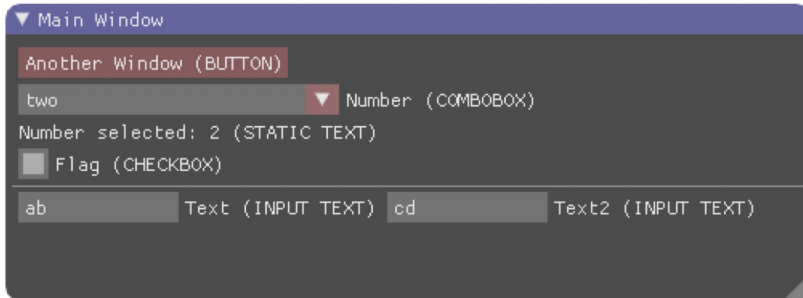 Main Window
Another Window (BUTTON)
two Number (COMBOBOX)
Number selected: 2 (STATIC TEXT)
Flag (CHECKBOX)
ab Text (INPUT TEXT) cd Text2 (INPUT TEXT)